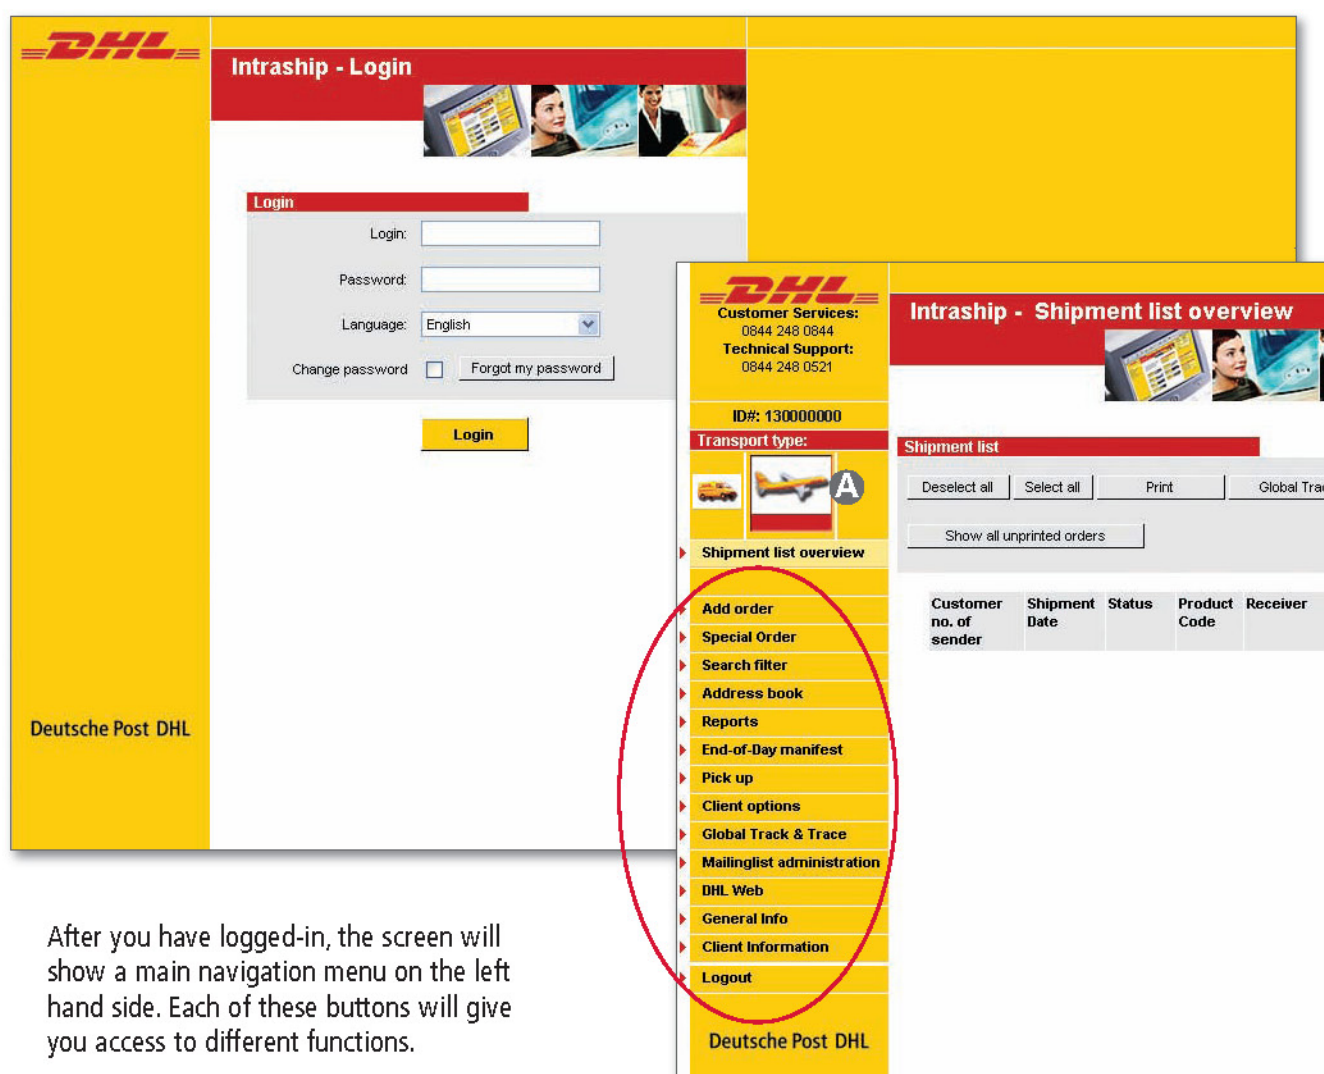 DHL
Intraship - Login
Login
Login:
Password:
Language: English
Change password Forgot my password
Login
Deutsche Post DHL
DHL
Customer Services:
0844 248 0844
Technical Support:
0844 248 0521
ID#: 130000000
Transport type:
A
Shipment list overview
Add order
Special Order
Search filter
Address book
Reports
End-of-Day manifest
Pick up
Client options
Global Track & Trace
Mailinglist administration
DHL Web
General Info
Client Information
Logout
Deutsche Post DHL
Intraship - Shipment list overview
Shipment list
Deselect all Select all Print Global Tra
Show all unprinted orders
Customer Shipment Status Product Receiver
no. of Date Code
sender
After you have logged-in, the screen will
show a main navigation menu on the left
hand side. Each of these buttons will give
you access to different functions.